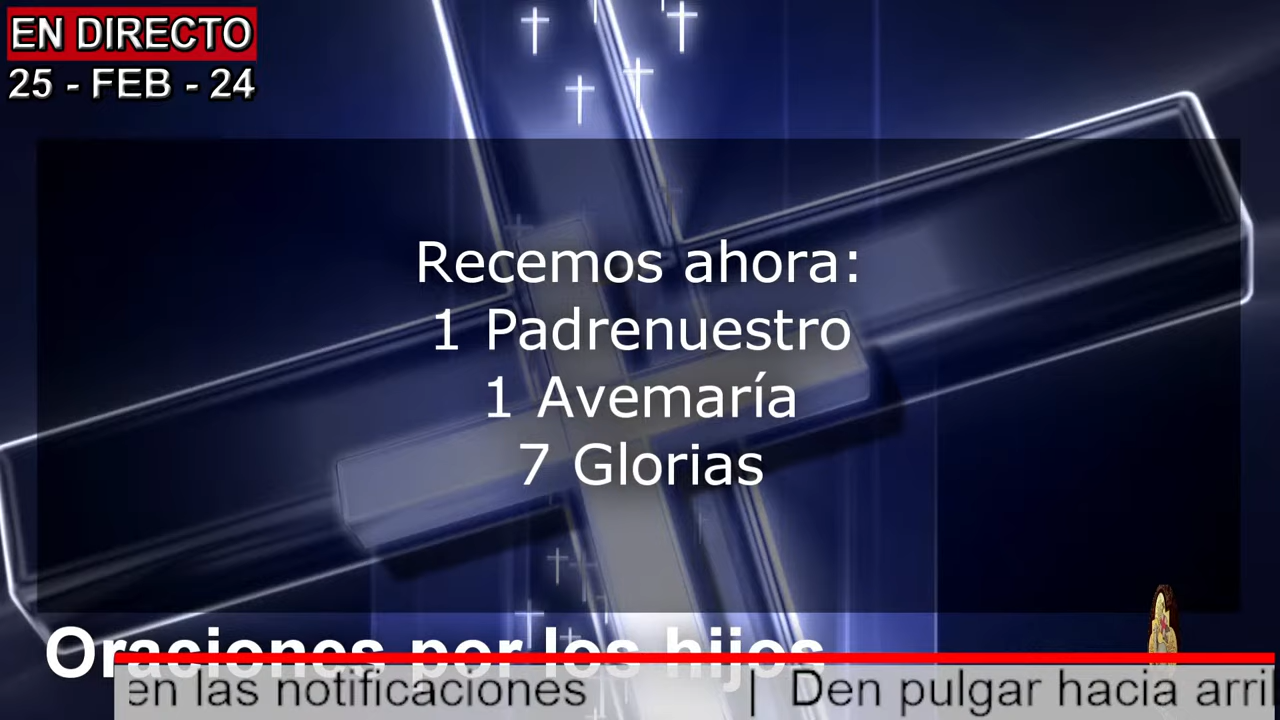 EN DIRECTO
25 - FEB - 24
Recemos ahora:
1 Padrenuestro
1 Avemaría
7 Glorias
Oraciones por los hijos
en las notificaciones | Den pulgar hacia arri